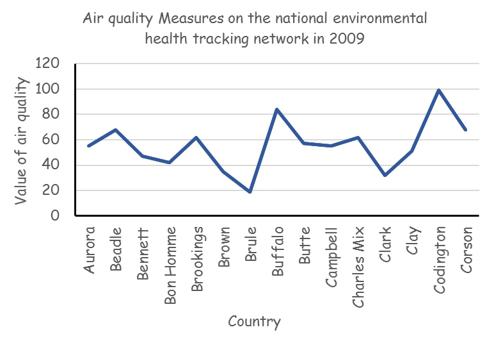 Air quality Measures on the national environmental
health tracking network in 2009
Value of air quality
120
100
80
60
40
20
0
Aurora
Beadle
Bennett
Bon Homme
Brookings
Brown
Brule
Buffalo
Butte
Campbell
Charles Mix
Clark
Clay
Codington
Corson
Country